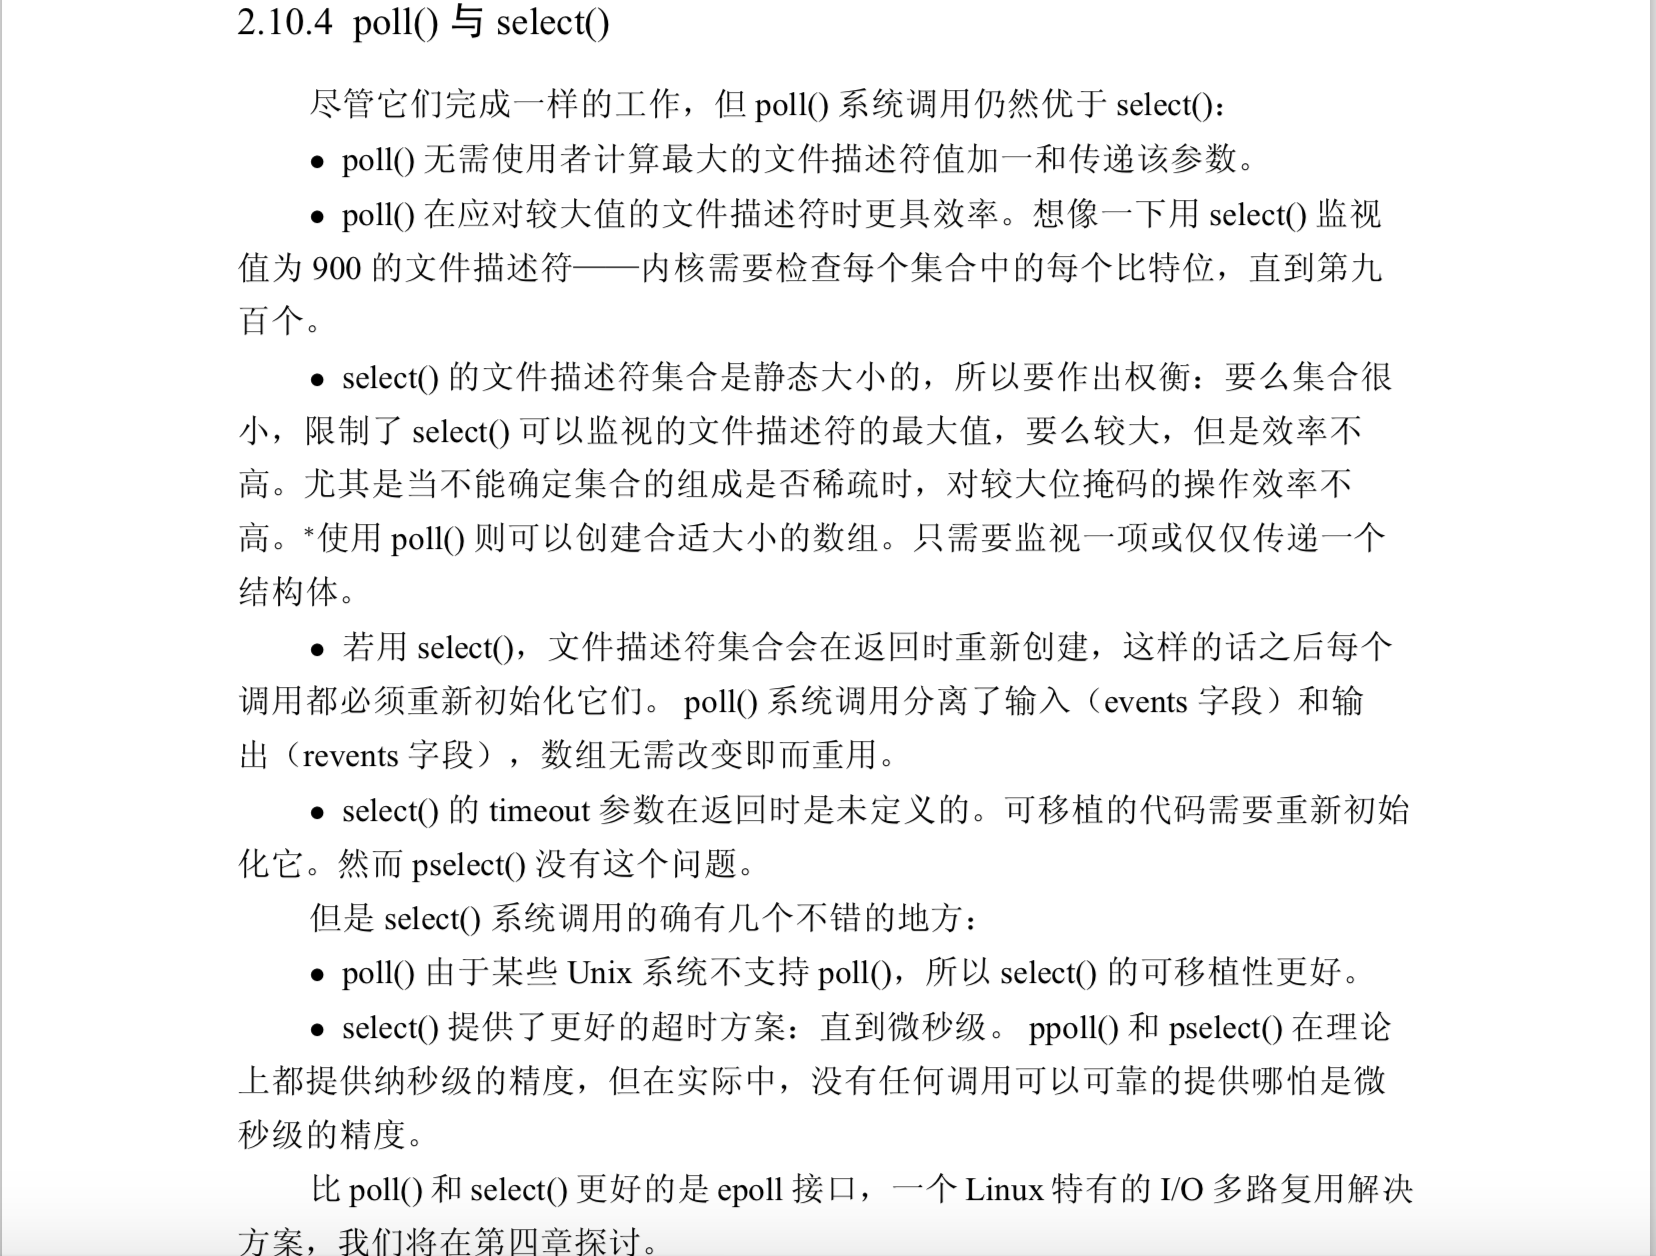 2.10.4 poll() 与 select()
尽管它们完成一样的工作，但 poll() 系统调用仍然优于 select()：
● poll() 无需使用者计算最大的文件描述符值加一和传递该参数。
● poll() 在应对较大值的文件描述符时更具效率。想像一下用 select() 监视
值为 900 的文件描述符——内核需要检查每个集合中的每个比特位，直到第九
百个。
● select() 的文件描述符集合是静态大小的，所以要作出权衡：要么集合很
小，限制了 select() 可以监视的文件描述符的最大值，要么较大，但是效率不
高。尤其是当不能确定集合的组成是否稀疏时，对较大位掩码的操作效率不
高。*使用 poll() 则可以创建合适大小的数组。只需要监视一项或仅仅传递一个
结构体。
● 若用 select()，文件描述符集合会在返回时重新创建，这样的话之后每个
调用都必须重新初始化它们。 poll() 系统调用分离了输入（events 字段）和输
出（revents 字段），数组无需改变即而重用。
● select() 的 timeout 参数在返回时是未定义的。可移植的代码需要重新初始
化它。然而 pselect() 没有这个问题。
但是 select() 系统调用的确有几个不错的地方：
● poll() 由于某些 Unix 系统不支持 poll()，所以 select() 的可移植性更好。
● select() 提供了更好的超时方案：直到微秒级。 ppoll() 和 pselect() 在理论
上都提供纳秒级的精度，但在实际中，没有任何调用可以可靠的提供哪怕是微
秒级的精度。
比 poll() 和 select() 更好的是 epoll 接口，一个 Linux 特有的 I/O 多路复用解决
方案，我们将在第四章探讨。